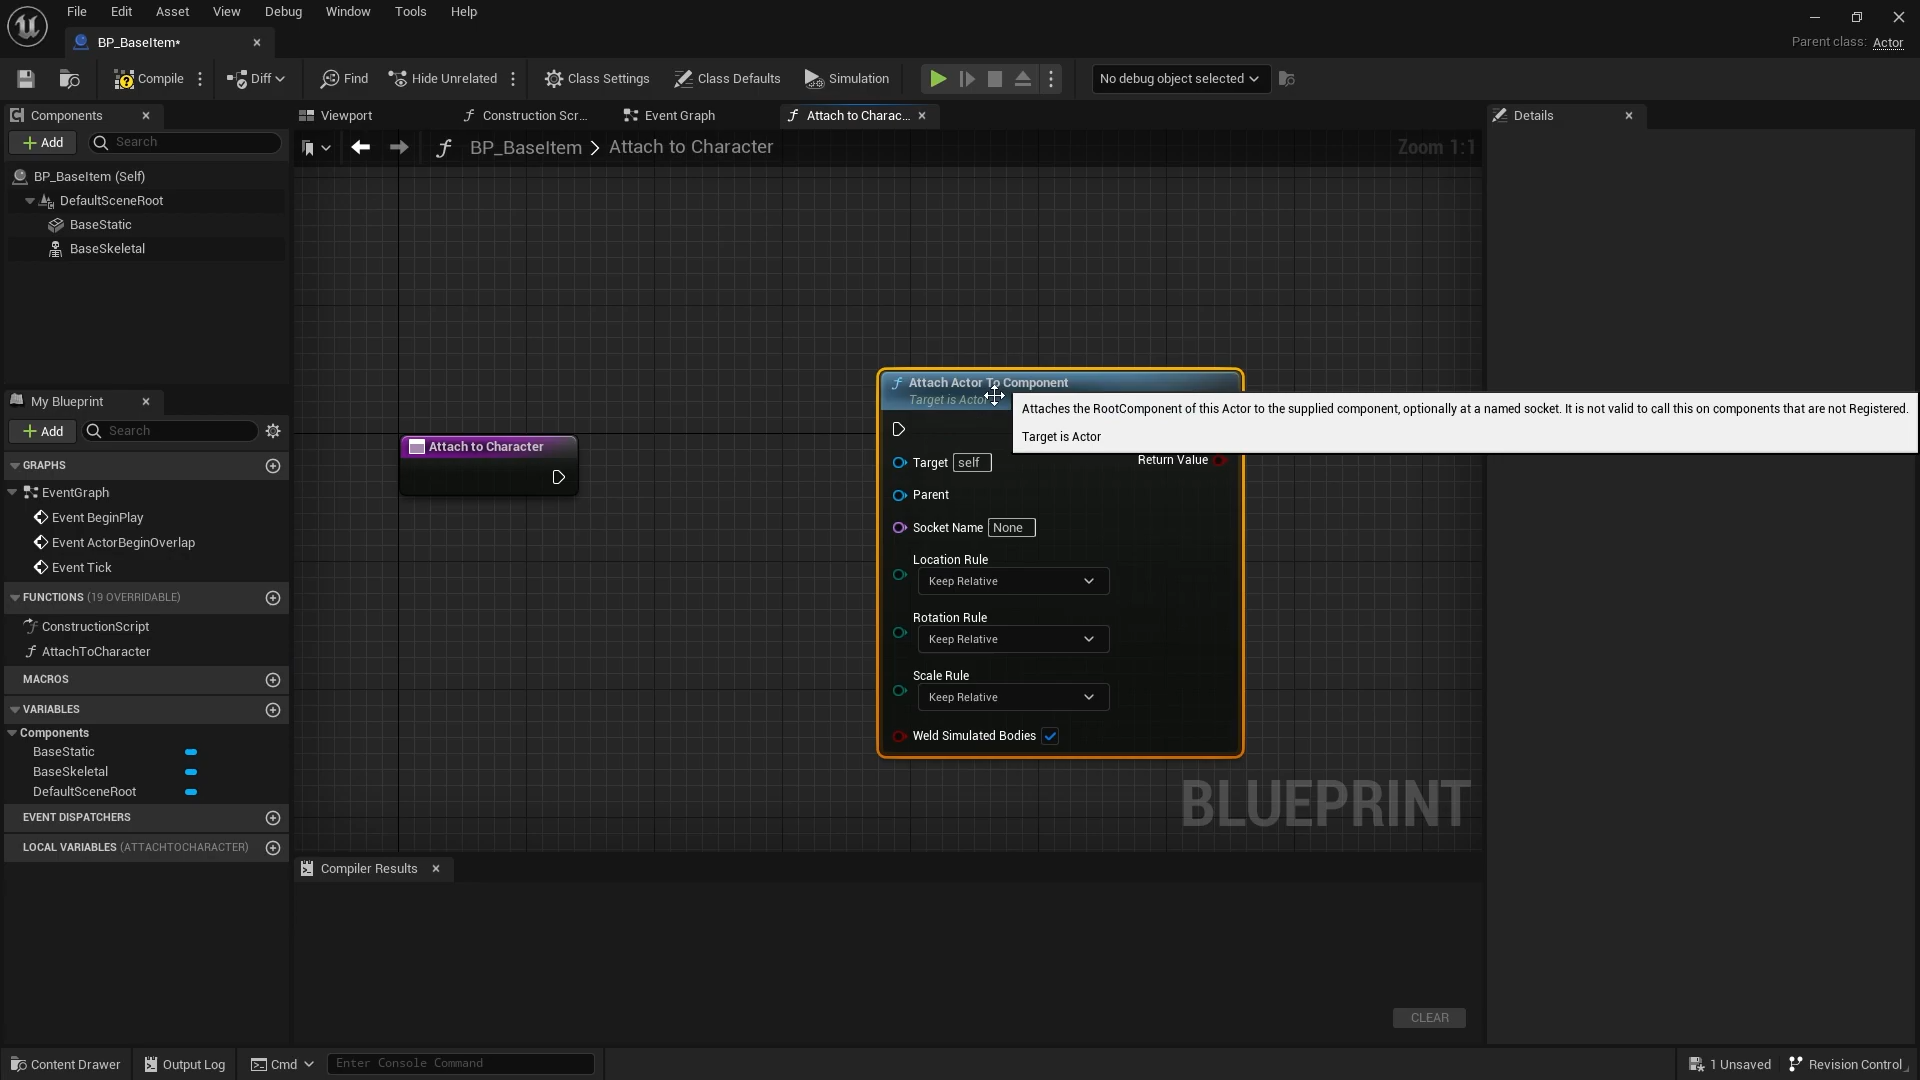 File Edit Asset View Debug Window Tools Help
BP_BaseItem*
Parent class: Actor
Compile Diff Find Hide Unrelated Class Settings Class Defaults Simulation No debug object selected
Components
Viewport Construction Scr... Event Graph Attach to Charac... Details
Add Search
BP_BaseItem > Attach to Character Zoom 1:1
BP_BaseItem (Self)
DefaultSceneRoot
BaseStatic
BaseSkeletal
My Blueprint
Add Search
GRAPHS
EventGraph
Event BeginPlay
Event ActorBeginOverlap
Event Tick
FUNCTIONS (19 OVERRIDABLE)
ConstructionScript
AttachToCharacter
MACROS
VARIABLES
Components
BaseStatic
BaseSkeletal
DefaultSceneRoot
EVENT DISPATCHERS
LOCAL VARIABLES (ATTACHTOCHARACTER)
Attach to Character
Attach Actor To Component
Target is Actor
Attaches the RootComponent of this Actor to the supplied component, optionally at a named socket. It is not valid to call this on components that are not Registered.
Target is Actor
Target self Return Value
Parent
Socket Name None
Location Rule
Keep Relative
Rotation Rule
Keep Relative
Scale Rule
Keep Relative
Weld Simulated Bodies
BLUEPRINT
Compiler Results
CLEAR
Content Drawer Output Log Cmd Enter Console Command 1 Unsaved Revision Control